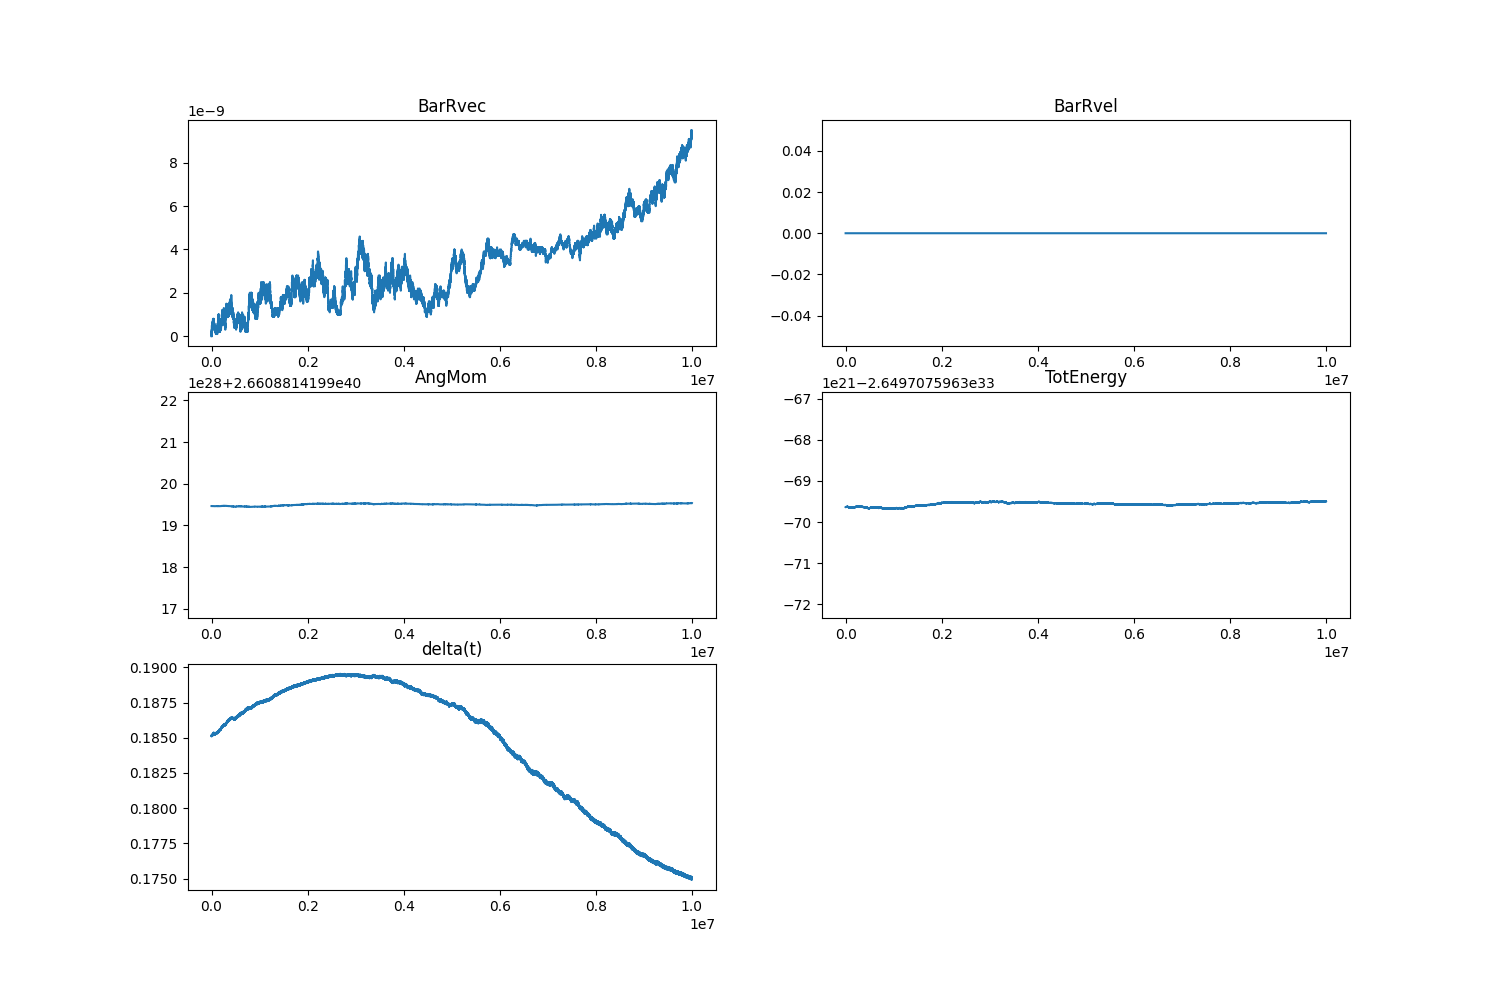 BarRvec
1e−9
8
6
4
2
0
0.0 0.2 0.4 0.6 0.8 1.0
1e7
BarRvel
0.04
0.02
0.00
−0.02
−0.04
0.0 0.2 0.4 0.6 0.8 1.0
1e7
AngMom
1e28+2.6608814199e40
22
21
20
19
18
17
0.0 0.2 0.4 0.6 0.8 1.0
1e7
TotEnergy
1e21−2.6497075963e33
−67
−68
−69
−70
−71
−72
0.0 0.2 0.4 0.6 0.8 1.0
1e7
delta(t)
0.1900
0.1875
0.1850
0.1825
0.1800
0.1775
0.1750
0.0 0.2 0.4 0.6 0.8 1.0
1e7